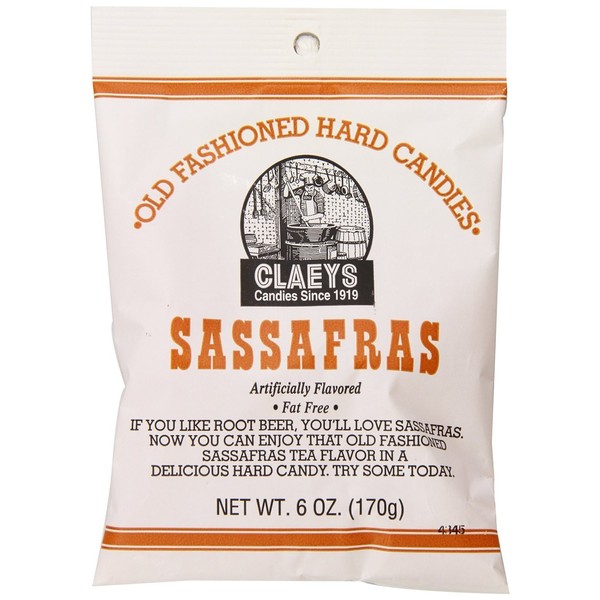 •OLD FASHIONED HARD CANDIES•
CLAEYS
Candies Since 1919
SASSAFRAS
Artificially Flavored
• Fat Free •
IF YOU LIKE ROOT BEER, YOU'LL LOVE SASSAFRAS.
NOW YOU CAN ENJOY THAT OLD FASHIONED
SASSAFRAS TEA FLAVOR IN A
DELICIOUS HARD CANDY. TRY SOME TODAY.
NET WT. 6 OZ. (170g)